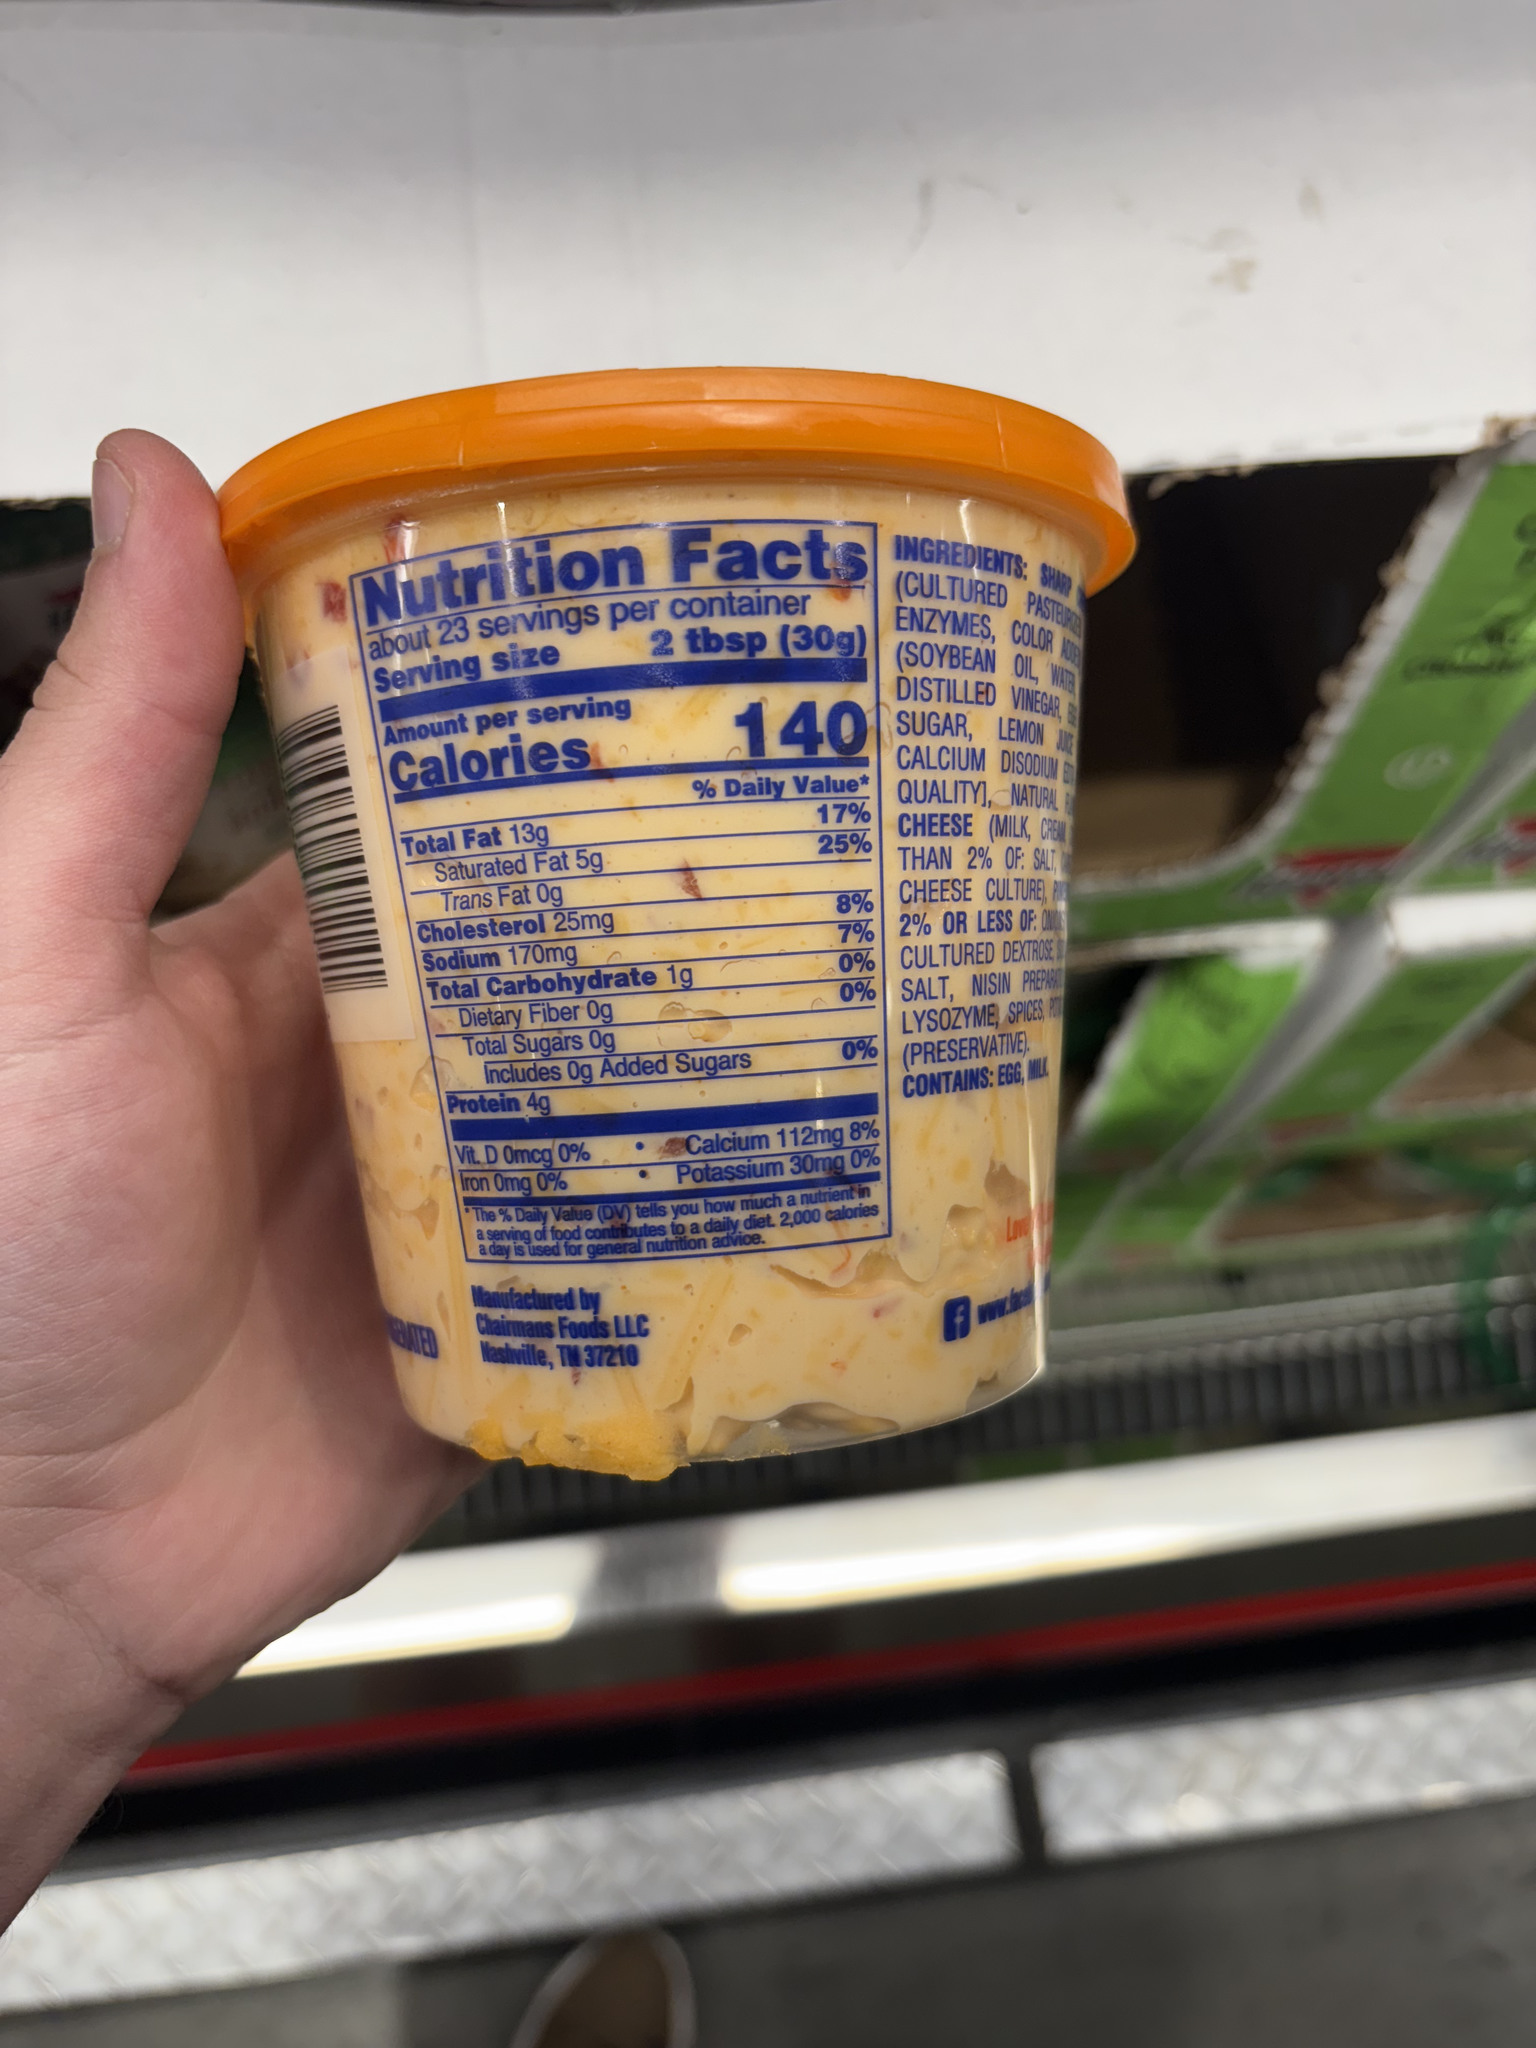 Nutrition Facts
about 23 servings per container
Serving size 2 tbsp (30g)
Amount per serving
Calories 140
% Daily Value*
Total Fat 13g 17%
Saturated Fat 5g 25%
Trans Fat 0g
Cholesterol 25mg 8%
Sodium 170mg 7%
Total Carbohydrate 1g 0%
Dietary Fiber 0g 0%
Total Sugars 0g
Includes 0g Added Sugars 0%
Protein 4g
Vit. D 0mcg 0% • Calcium 112mg 8%
Iron 0mg 0% • Potassium 30mg 0%
*The % Daily Value (DV) tells you how much a nutrient in
a serving of food contributes to a daily diet. 2,000 calories
a day is used for general nutrition advice.
Manufactured by
Chairmans Foods LLC
Nashville, TN 37210
INGREDIENTS: SHARP
(CULTURED
ENZYMES, COLOR
(SOYBEAN OIL, WATER
DISTILLED VINEGAR,
SUGAR, LEMON JUICE
CALCIUM DISODIUM
QUALITY], NATURAL
CHEESE (MILK, CREAM,
THAN 2% OF: SALT,
CHEESE CULTURE),
2% OR LESS OF:
CULTURED DEXTROSE,
SALT, NISIN
LYSOZYME, SPICES,
(PRESERVATIVE).
CONTAINS: EGG, MILK.